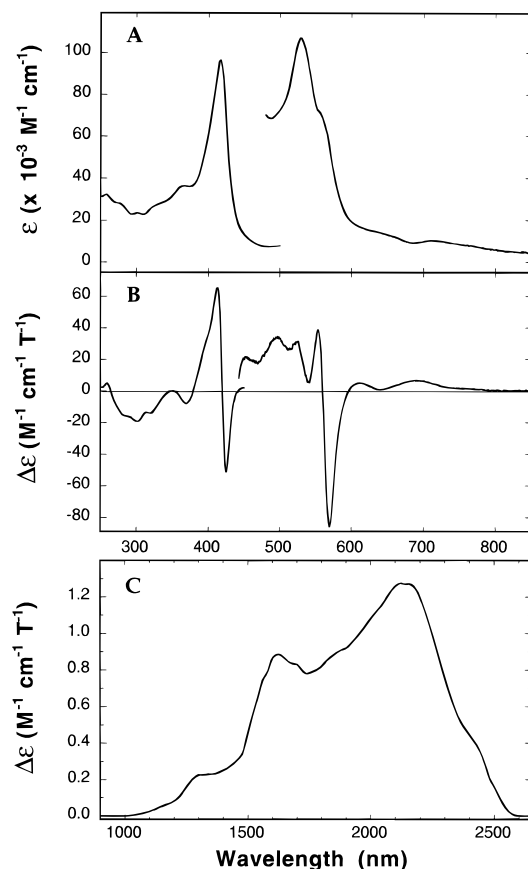 A
ε (x 10⁻³ M⁻¹ cm⁻¹)
100
80
60
40
20
0
B
Δε (M⁻¹ cm⁻¹ T⁻¹)
60
40
20
0
-20
-40
-60
-80
300 400 500 600 700 800
C
Δε (M⁻¹ cm⁻¹ T⁻¹)
1.2
1.0
0.8
0.6
0.4
0.2
0.0
1000 1500 2000 2500
Wavelength (nm)